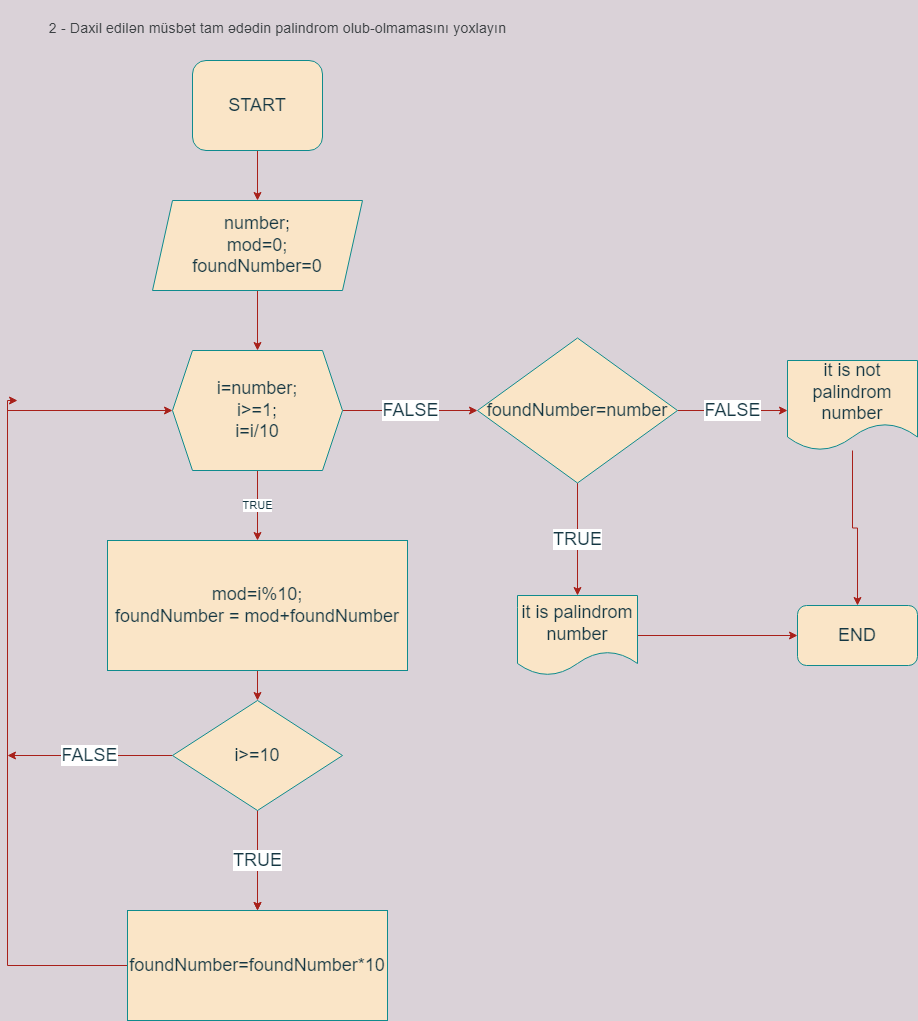 2 - Daxil edilən müsbət tam ədədin palindrom olub-olmamasını yoxlayın
START
number;
mod=0;
foundNumber=0
i=number;
i>=1;
i=i/10
FALSE
foundNumber=number
FALSE
it is not
palindrom
number
TRUE
TRUE
mod=i%10;
foundNumber = mod+foundNumber
it is palindrom
number
END
FALSE
i>=10
TRUE
foundNumber=foundNumber*10